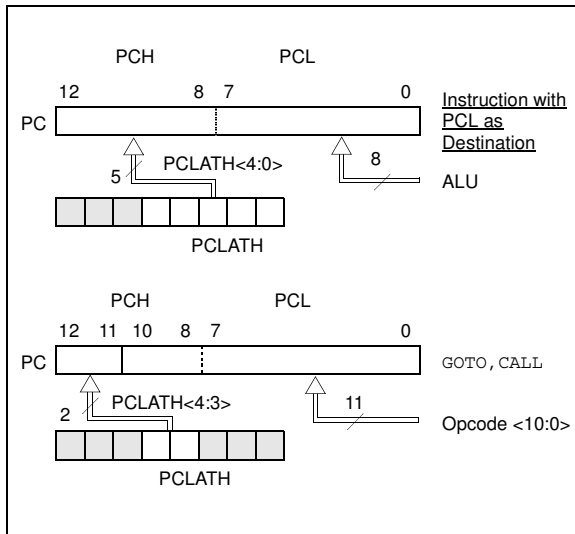 PCH PCL
12 8 7 0
PC
Instruction with
PCL as
Destination
5 PCLATH<4:0> 8
ALU
PCLATH
PCH PCL
12 11 10 8 7 0
PC GOTO, CALL
2 PCLATH<4:3> 11
Opcode <10:0>
PCLATH